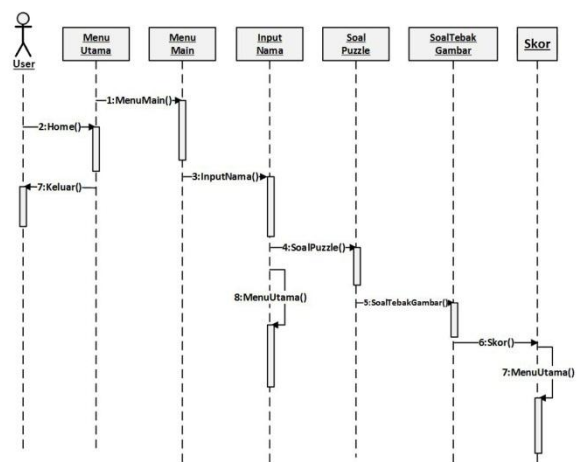 User
Menu
Utama
Menu
Main
Input
Nama
Soal
Puzzle
SoalTebak
Gambar
Skor
1:MenuMain()
2:Home()
3:InputNama()
7:Keluar()
4:SoalPuzzle()
8:MenuUtama()
5:SoalTebakGambar()
6:Skor()
7:MenuUtama()